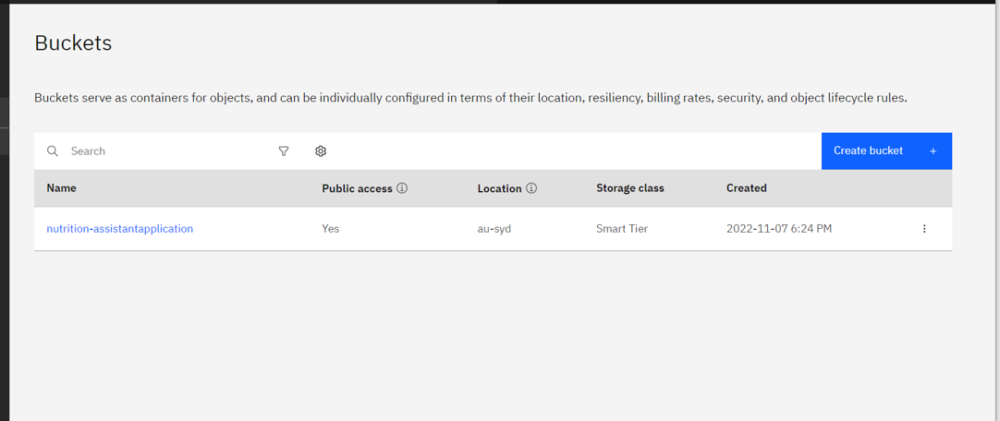 Buckets
Buckets serve as containers for objects, and can be individually configured in terms of their location, resiliency, billing rates, security, and object lifecycle rules.
Search
Create bucket +
Name Public access Location Storage class Created
nutrition-assistantapplication Yes au-syd Smart Tier 2022-11-07 6:24 PM